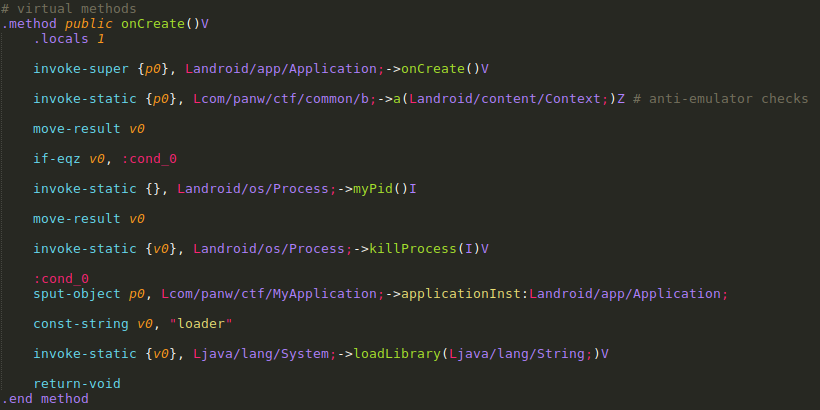 # virtual methods
.method public onCreate()V
.locals 1
invoke-super {p0}, Landroid/app/Application;->onCreate()V
invoke-static {p0}, Lcom/panw/ctf/common/b;->a(Landroid/content/Context;)Z # anti-emulator checks
move-result v0
if-eqz v0, :cond_0
invoke-static {}, Landroid/os/Process;->myPid()I
move-result v0
invoke-static {v0}, Landroid/os/Process;->killProcess(I)V
:cond_0
sput-object p0, Lcom/panw/ctf/MyApplication;->applicationInst:Landroid/app/Application;
const-string v0, "loader"
invoke-static {v0}, Ljava/lang/System;->loadLibrary(Ljava/lang/String;)V
return-void
.end method